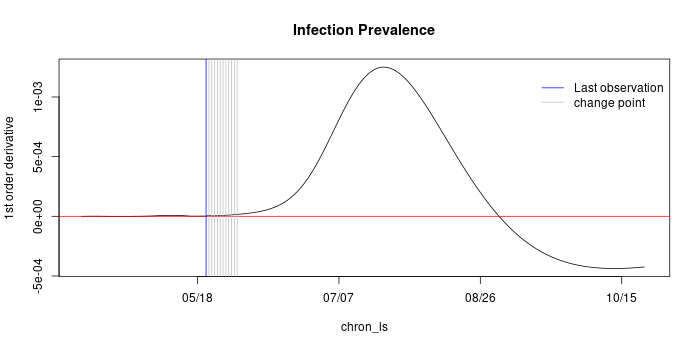 Infection Prevalence
1st order derivative
1e-03
5e-04
0e+00
-5e-04
Last observation
change point
05/18
07/07
08/26
10/15
chron_ls